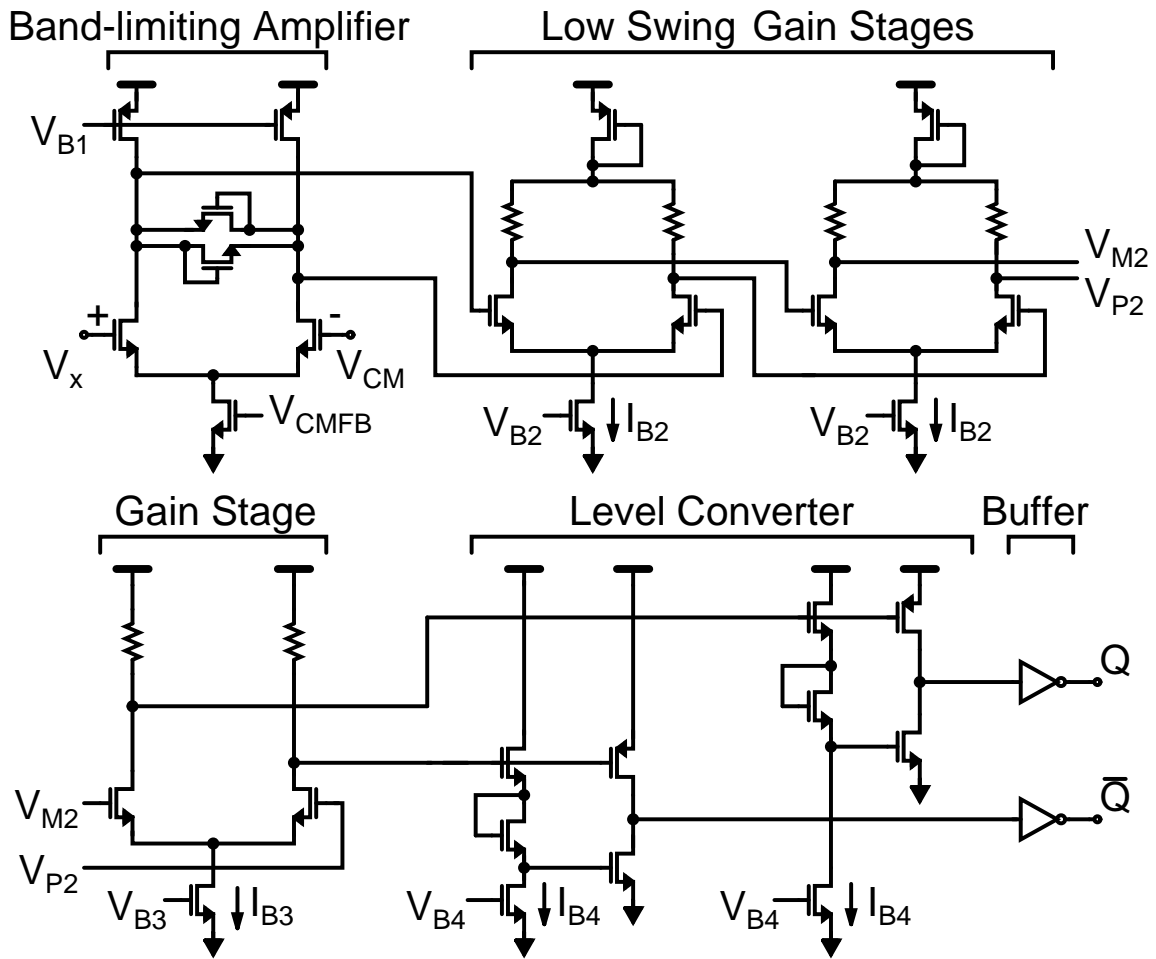 Band-limiting Amplifier
Low Swing Gain Stages
V_B1
V_M2
V_P2
+
-
V_x
V_CM
V_CMFB
V_B2
I_B2
V_B2
I_B2
Gain Stage
Level Converter
Buffer
Q
V_M2
Q̅
V_P2
V_B3
I_B3
V_B4
I_B4
V_B4
I_B4